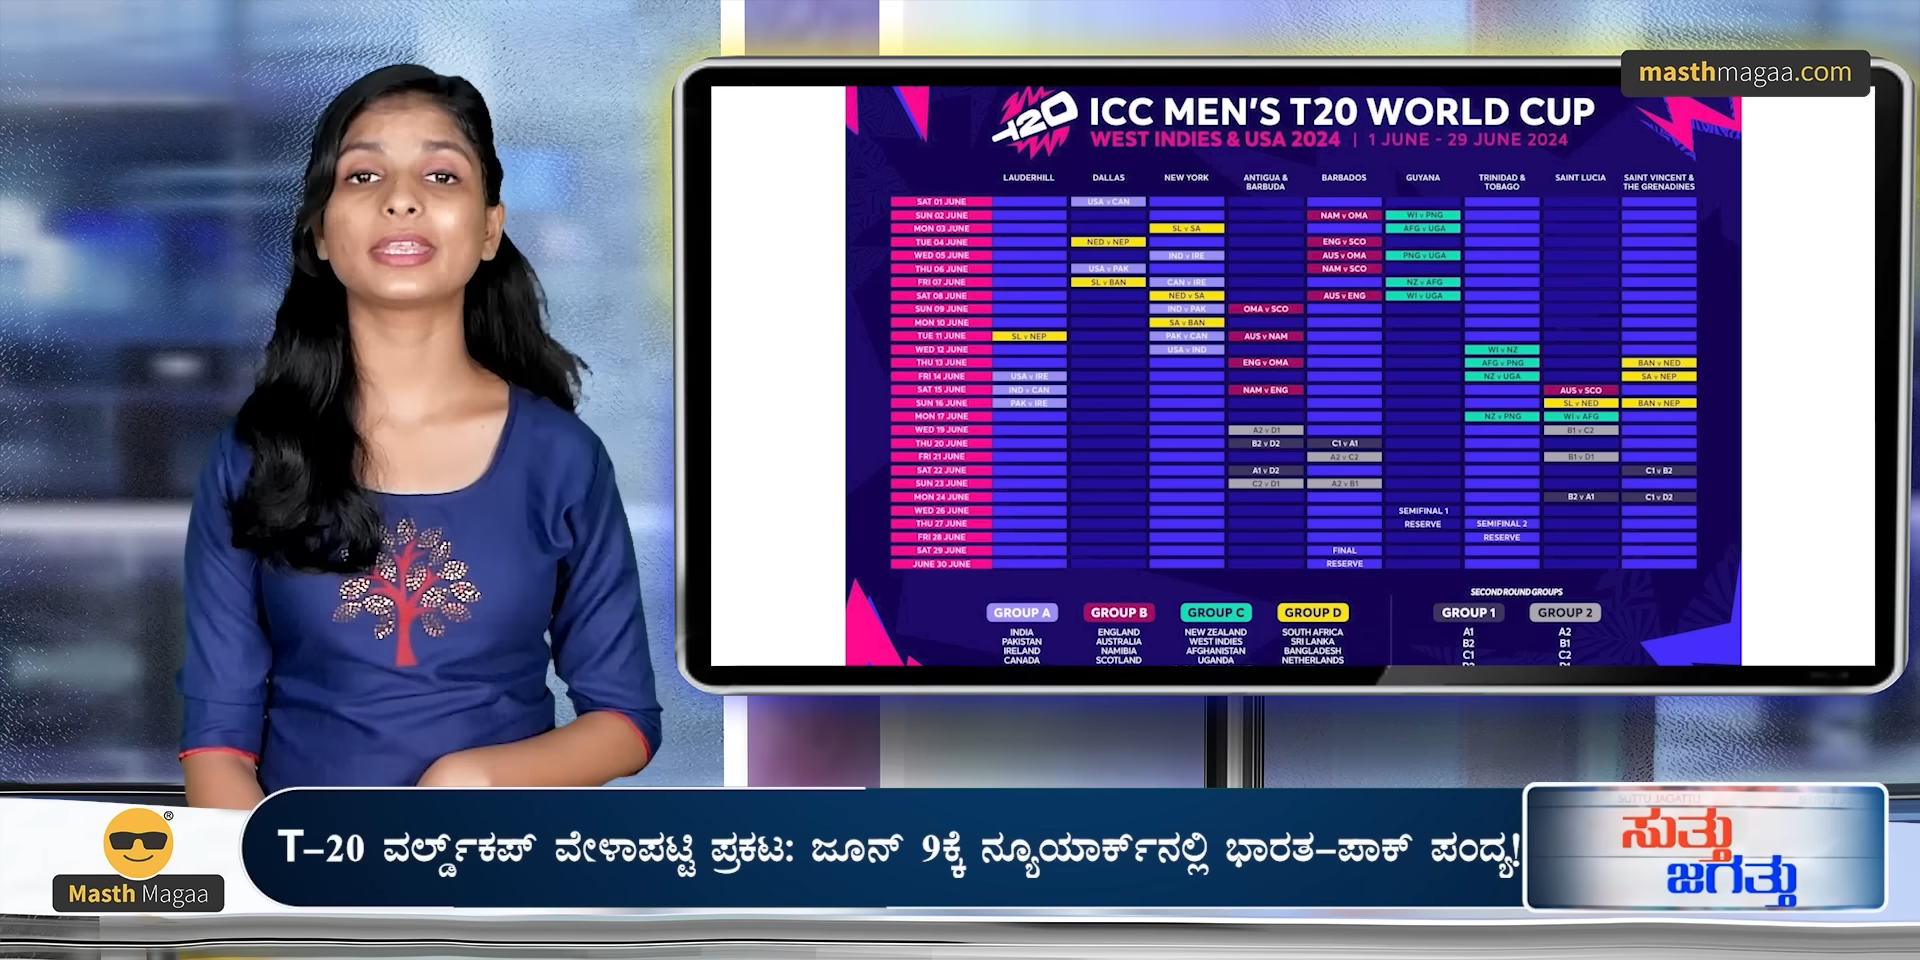 masthmagaa.com
T20 ICC MEN'S T20 WORLD CUP
WEST INDIES & USA 2024 | 1 JUNE - 29 JUNE 2024
LAUDERHILL DALLAS NEW YORK ANTIGUA & BARBUDA BARBADOS GUYANA TRINIDAD & TOBAGO SAINT LUCIA SAINT VINCENT & THE GRENADINES
SAT 01 JUNE USA v CAN
SUN 02 JUNE NAM v OMA WI v PNG
MON 03 JUNE SL v SA AFG v UGA
TUE 04 JUNE NED v NEP ENG v SCO
WED 05 JUNE IND v IRE AUS v OMA PNG v UGA
THU 06 JUNE USA v PAK NAM v SCO
FRI 07 JUNE SL v BAN CAN v IRE NZ v AFG
SAT 08 JUNE NED v SA AUS v ENG WI v UGA
SUN 09 JUNE IND v PAK OMA v SCO
MON 10 JUNE SA v BAN
TUE 11 JUNE SL v NEP PAK v CAN AUS v NAM
WED 12 JUNE USA v IND WI v NZ
THU 13 JUNE ENG v OMA AFG v PNG BAN v NED
FRI 14 JUNE USA v IRE NZ v UGA SA v NEP
SAT 15 JUNE IND v CAN NAM v ENG AUS v SCO
SUN 16 JUNE PAK v IRE SL v NED BAN v NEP
MON 17 JUNE NZ v PNG WI v AFG
WED 19 JUNE A2 v D1 B1 v C2
THU 20 JUNE B2 v D2 C1 v A1
FRI 21 JUNE A2 v C2 B1 v D1
SAT 22 JUNE A1 v D2 C1 v B2
SUN 23 JUNE C2 v D1 A2 v B1
MON 24 JUNE B2 v A1 C1 v D2
WED 26 JUNE SEMIFINAL 1
THU 27 JUNE RESERVE SEMIFINAL 2
FRI 28 JUNE RESERVE
SAT 29 JUNE FINAL
JUNE 30 JUNE RESERVE
SECOND ROUND GROUPS
GROUP A GROUP B GROUP C GROUP D GROUP 1 GROUP 2
INDIA ENGLAND NEW ZEALAND SOUTH AFRICA A1 A2
PAKISTAN AUSTRALIA WEST INDIES SRI LANKA B2 B1
IRELAND NAMIBIA AFGHANISTAN BANGLADESH C1 C2
CANADA SCOTLAND UGANDA NETHERLANDS
T-20 ವರ್ಲ್ಡ್‌ಕಪ್ ವೇಳಾಪಟ್ಟಿ ಪ್ರಕಟ: ಜೂನ್ 9ಕ್ಕೆ ನ್ಯೂಯಾರ್ಕ್‌ನಲ್ಲಿ ಭಾರತ-ಪಾಕ್ ಪಂದ್ಯ!
ಸುತ್ತು
ಜಗತ್ತು
Masth Magaa